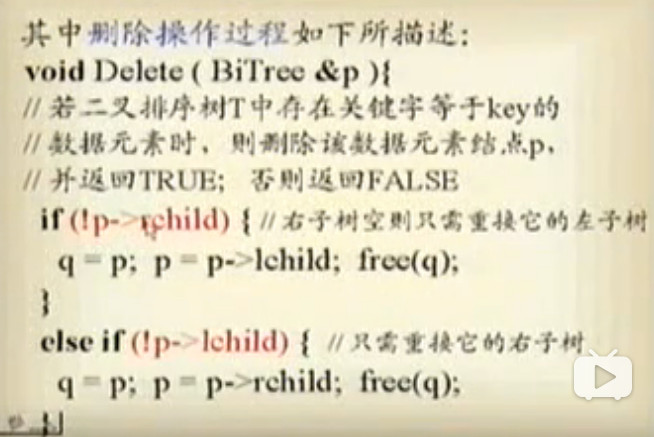 其中删除操作过程如下所描述：
void Delete ( BiTree &p ){
// 若二叉排序树T中存在关键字等于key的
// 数据元素时，则删除该数据元素结点p，
// 并返回TRUE；否则返回FALSE
if (!p->rchild) { // 右子树空则只需重接它的左子树
q = p; p = p->lchild; free(q);
}
else if (!p->lchild) { // 只需重接它的右子树
q = p; p = p->rchild; free(q);
}